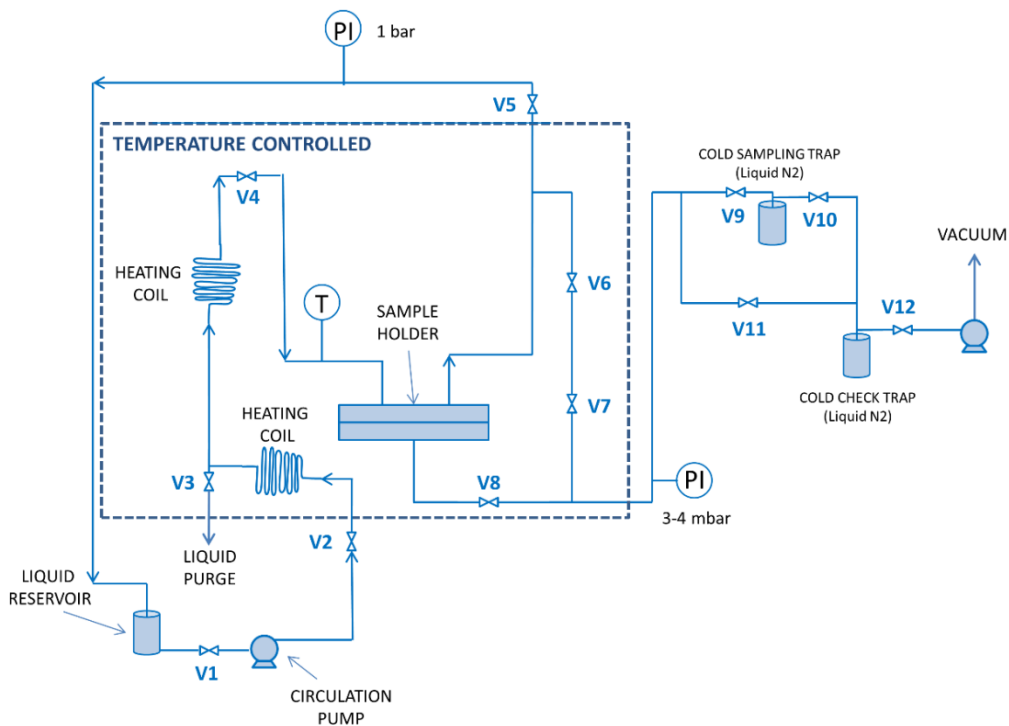 PI
1 bar
V5
TEMPERATURE CONTROLLED
COLD SAMPLING TRAP
(Liquid N2)
V4
V9
V10
VACUUM
HEATING
COIL
T
SAMPLE
HOLDER
V6
V11
V12
COLD CHECK TRAP
(Liquid N2)
HEATING
COIL
V7
V3
V8
PI
3-4 mbar
V2
LIQUID
PURGE
LIQUID
RESERVOIR
V1
CIRCULATION
PUMP